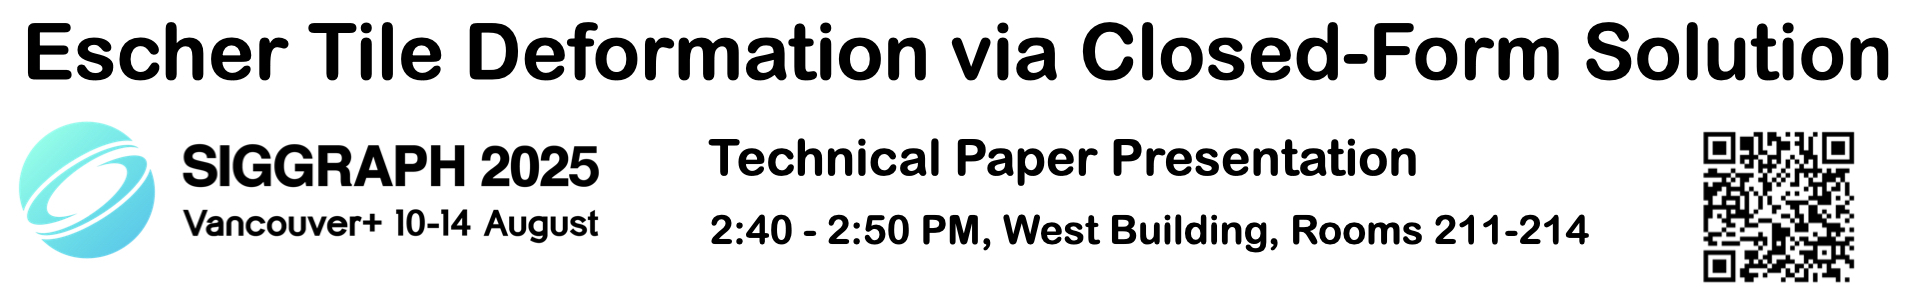 Escher Tile Deformation via Closed-Form Solution
SIGGRAPH 2025
Vancouver+ 10-14 August
Technical Paper Presentation
2:40 - 2:50 PM, West Building, Rooms 211-214